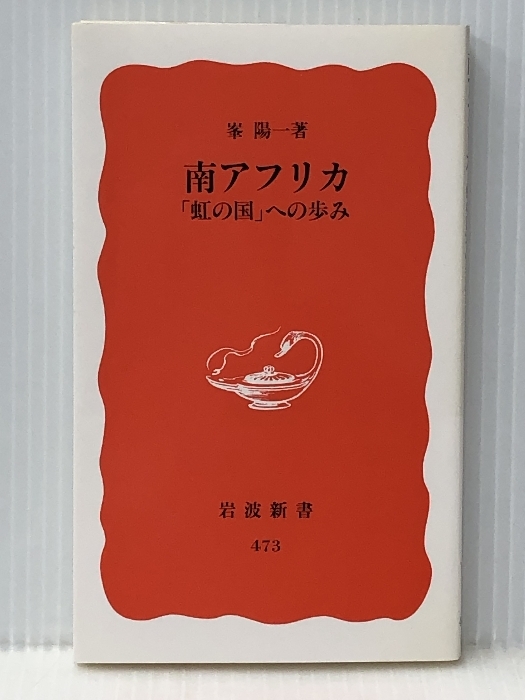 峯 陽一著
南アフリカ
「虹の国」への歩み
岩波新書
473